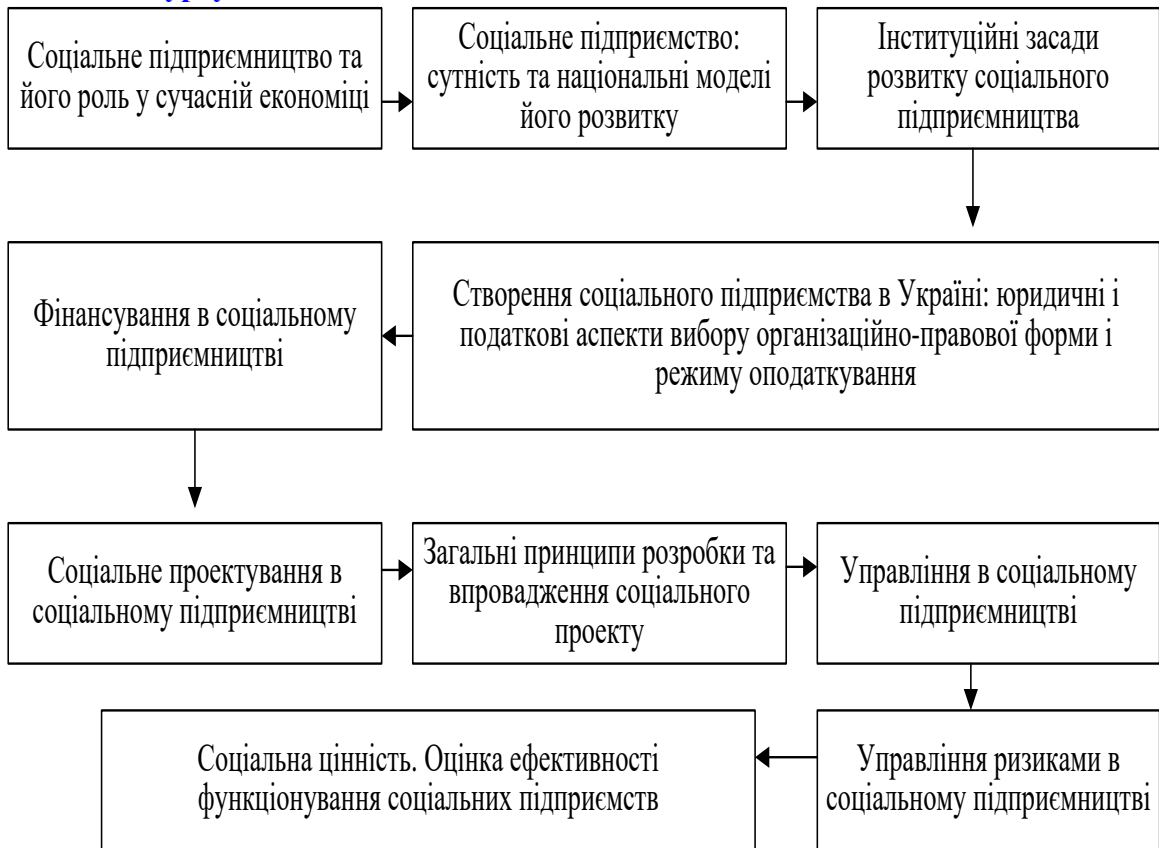 Соціальне підприємництво та
його роль у сучасній економіці
Соціальне підприємство:
сутність та національні моделі
його розвитку
Інституційні засади
розвитку соціального
підприємництва
Створення соціального підприємства в Україні: юридичні і
податкові аспекти вибору організаційно-правової форми і
режиму оподаткування
Фінансування в соціальному
підприємництві
Соціальне проектування в
соціальному підприємництві
Загальні принципи розробки та
впровадження соціального
проекту
Управління в соціальному
підприємництві
Управління ризиками в
соціальному підприємництві
Соціальна цінність. Оцінка ефективності
функціонування соціальних підприємств